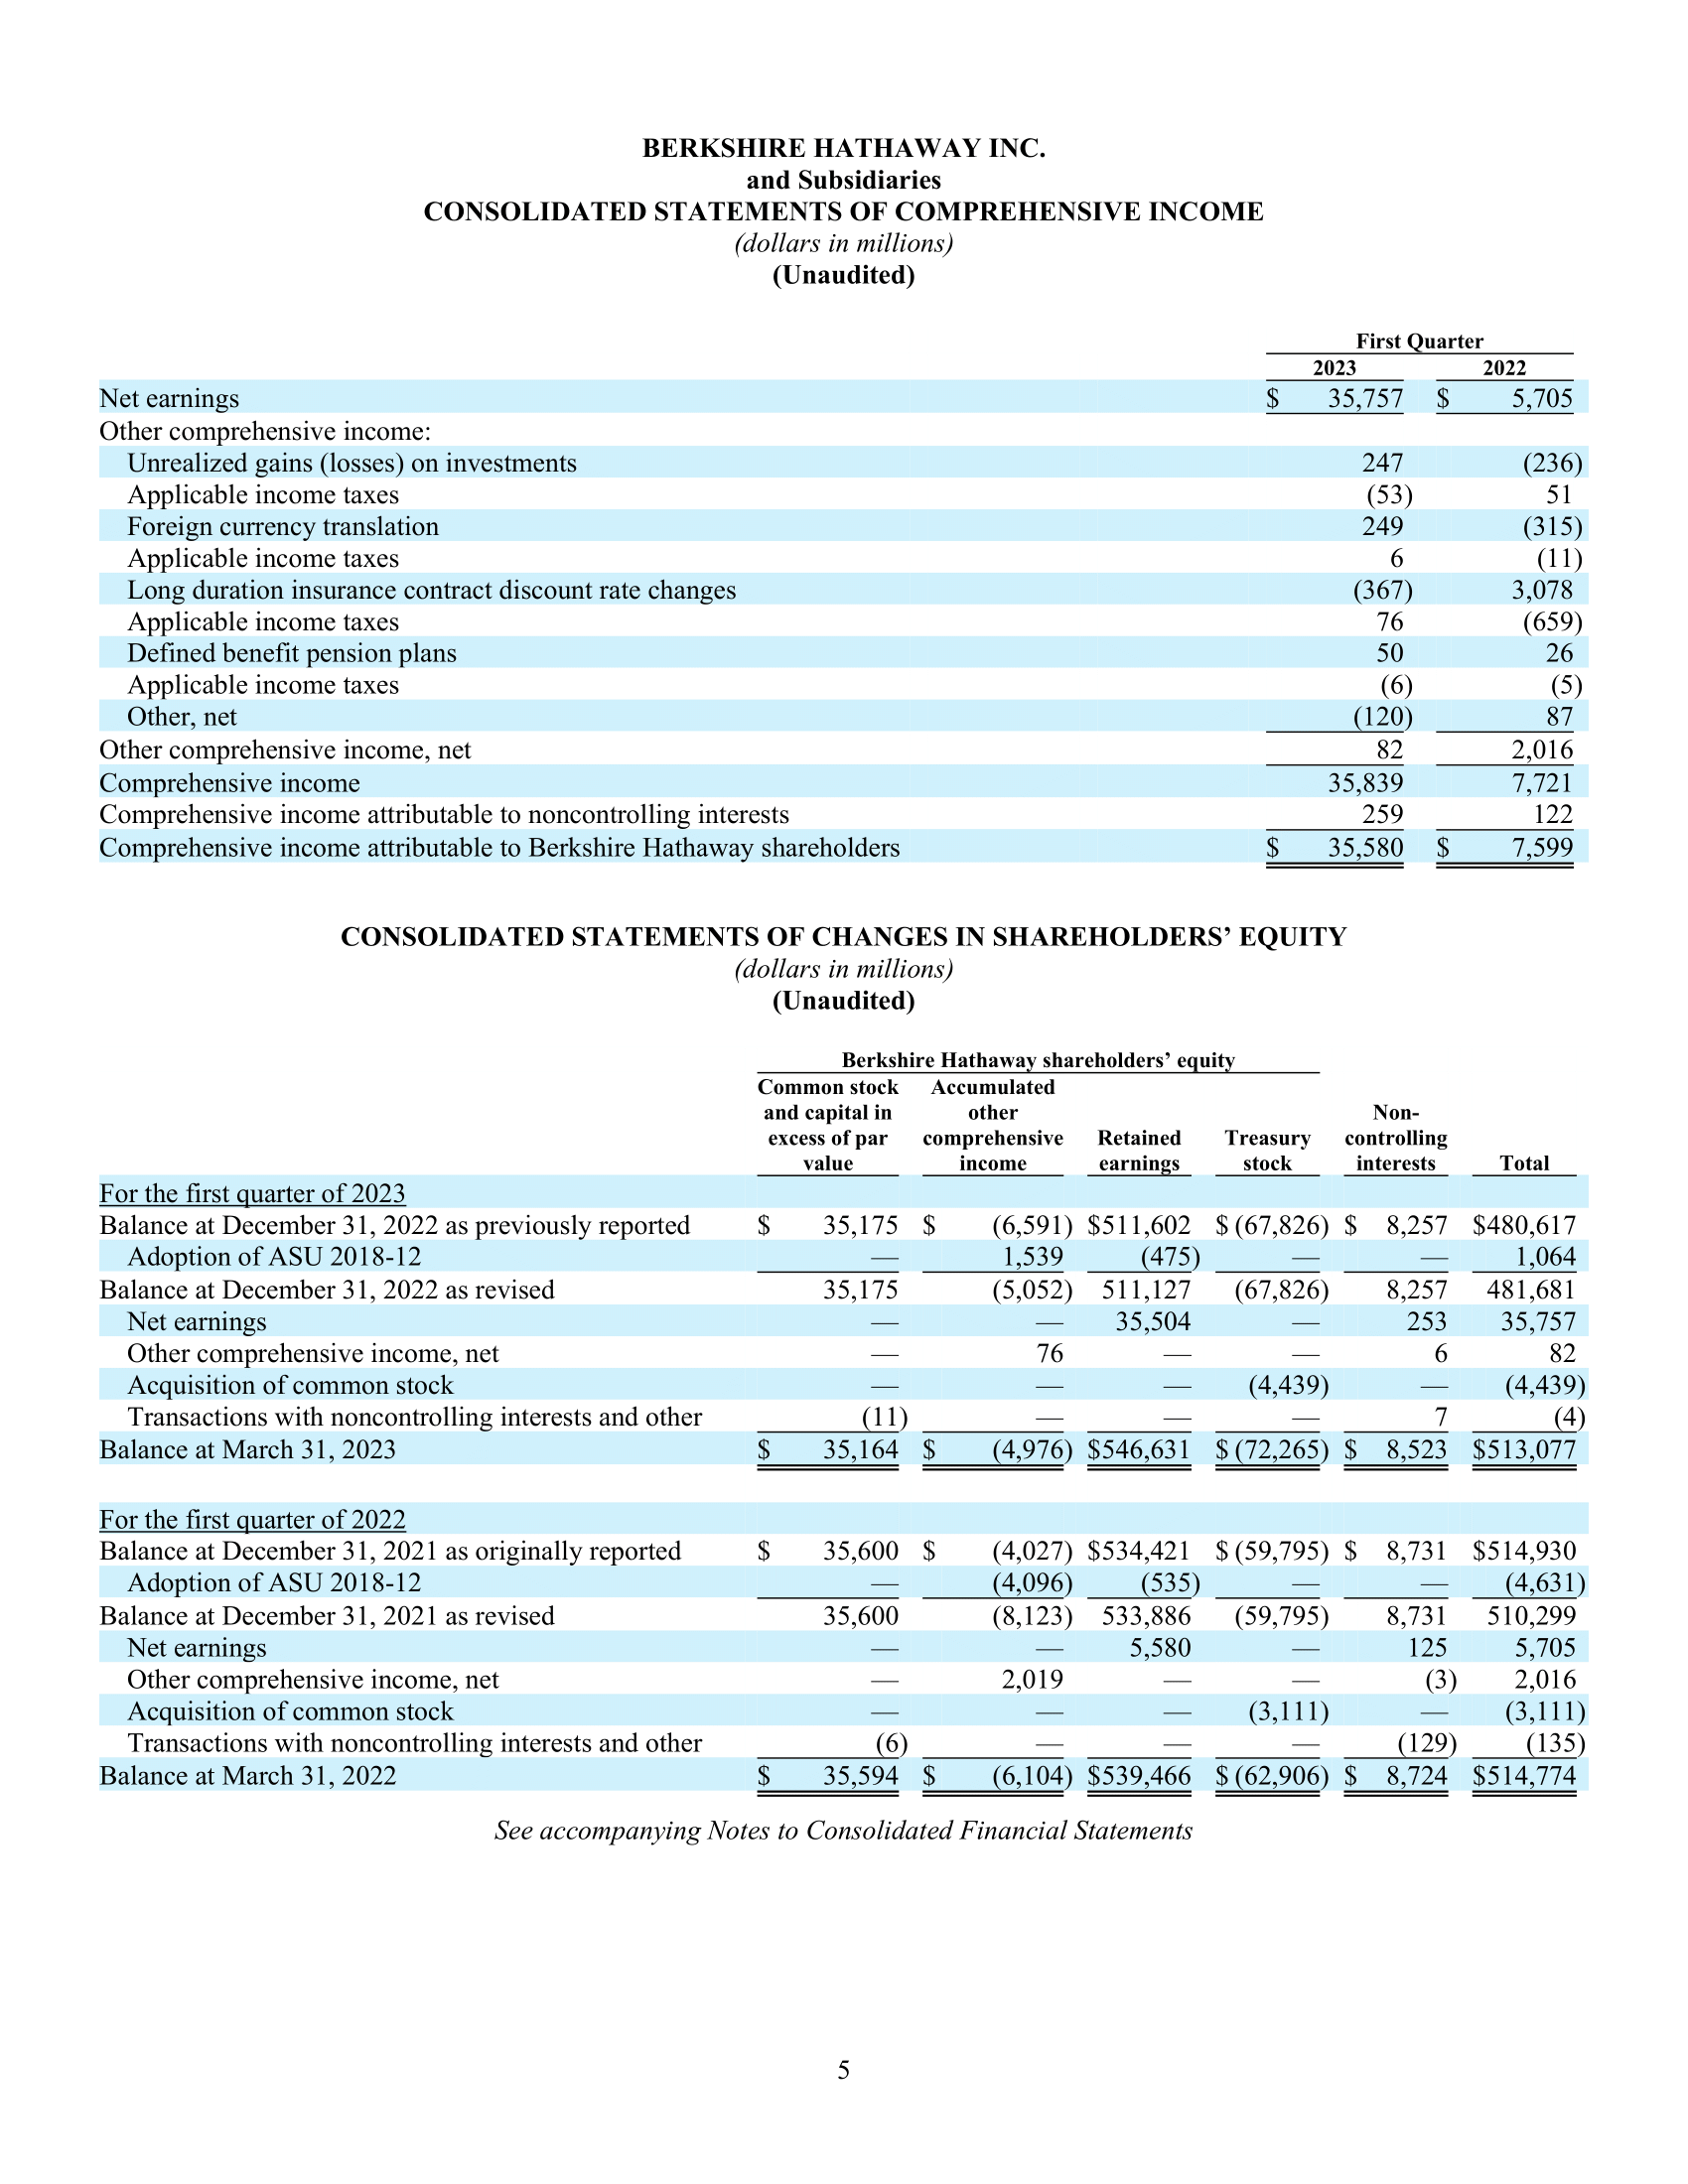 BERKSHIRE HATHAWAY INC.
and Subsidiaries
CONSOLIDATED STATEMENTS OF COMPREHENSIVE INCOME
(dollars in millions)
(Unaudited)
First Quarter
2023 2022
Net earnings $ 35,757 $ 5,705
Other comprehensive income:
Unrealized gains (losses) on investments 247 (236)
Applicable income taxes (53) 51
Foreign currency translation 249 (315)
Applicable income taxes 6 (11)
Long duration insurance contract discount rate changes (367) 3,078
Applicable income taxes 76 (659)
Defined benefit pension plans 50 26
Applicable income taxes (6) (5)
Other, net (120) 87
Other comprehensive income, net 82 2,016
Comprehensive income 35,839 7,721
Comprehensive income attributable to noncontrolling interests 259 122
Comprehensive income attributable to Berkshire Hathaway shareholders $ 35,580 $ 7,599
CONSOLIDATED STATEMENTS OF CHANGES IN SHAREHOLDERS’ EQUITY
(dollars in millions)
(Unaudited)
Berkshire Hathaway shareholders’ equity
Common stock Accumulated
and capital in other Non-
excess of par comprehensive Retained Treasury controlling
value income earnings stock interests Total
For the first quarter of 2023
Balance at December 31, 2022 as previously reported $ 35,175 $ (6,591) $511,602 $ (67,826) $ 8,257 $480,617
Adoption of ASU 2018-12 — 1,539 (475) — — 1,064
Balance at December 31, 2022 as revised 35,175 (5,052) 511,127 (67,826) 8,257 481,681
Net earnings — — 35,504 — 253 35,757
Other comprehensive income, net — 76 — — 6 82
Acquisition of common stock — — — (4,439) — (4,439)
Transactions with noncontrolling interests and other (11) — — — 7 (4)
Balance at March 31, 2023 $ 35,164 $ (4,976) $546,631 $ (72,265) $ 8,523 $513,077
For the first quarter of 2022
Balance at December 31, 2021 as originally reported $ 35,600 $ (4,027) $534,421 $ (59,795) $ 8,731 $514,930
Adoption of ASU 2018-12 — (4,096) (535) — — (4,631)
Balance at December 31, 2021 as revised 35,600 (8,123) 533,886 (59,795) 8,731 510,299
Net earnings — — 5,580 — 125 5,705
Other comprehensive income, net — 2,019 — — (3) 2,016
Acquisition of common stock — — — (3,111) — (3,111)
Transactions with noncontrolling interests and other (6) — — — (129) (135)
Balance at March 31, 2022 $ 35,594 $ (6,104) $539,466 $ (62,906) $ 8,724 $514,774
See accompanying Notes to Consolidated Financial Statements
5